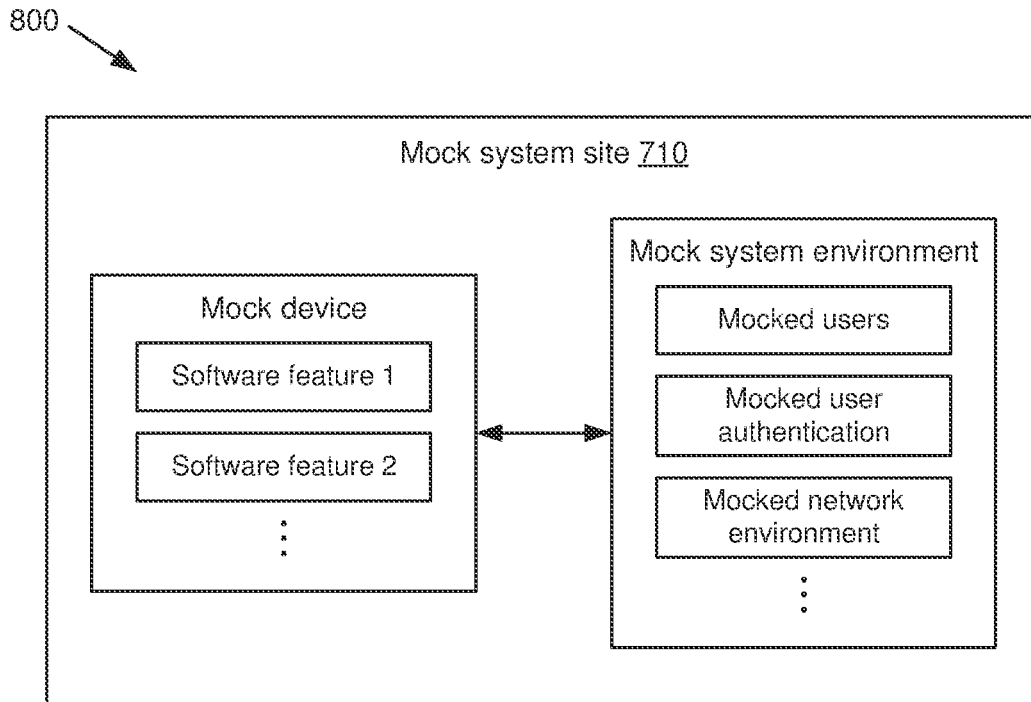 800
Mock system site 710
Mock device
Software feature 1
Software feature 2
Mock system environment
Mocked users
Mocked user
authentication
Mocked network
environment